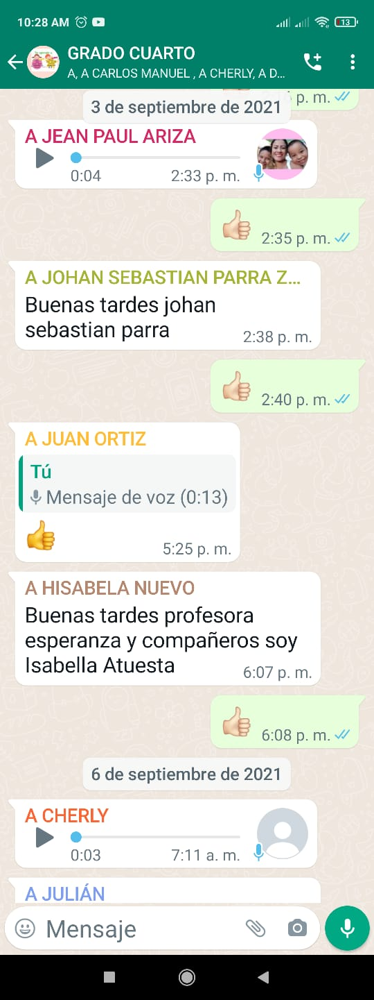 10:28 AM 13
GRADO CUARTO
A, A CARLOS MANUEL , A CHERLY, A D...
p. m.
3 de septiembre de 2021
A JEAN PAUL ARIZA
0:04 2:33 p. m.
2:35 p. m.
A JOHAN SEBASTIAN PARRA Z...
Buenas tardes johan
sebastian parra
2:38 p. m.
2:40 p. m.
A JUAN ORTIZ
Tú
Mensaje de voz (0:13)
5:25 p. m.
A HISABELA NUEVO
Buenas tardes profesora
esperanza y compañeros soy
Isabella Atuesta
6:07 p. m.
6:08 p. m.
6 de septiembre de 2021
A CHERLY
0:03 7:11 a. m.
A JULIÁN
Mensaje